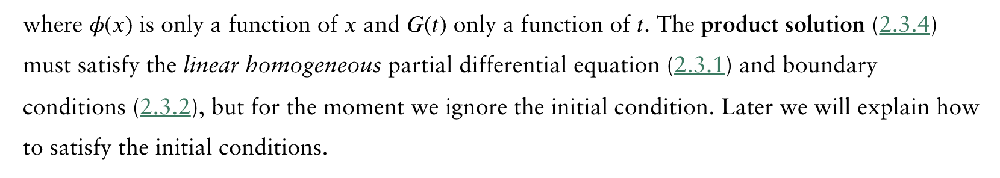 where ϕ(x) is only a function of x and G(t) only a function of t. The product solution (2.3.4)
must satisfy the linear homogeneous partial differential equation (2.3.1) and boundary
conditions (2.3.2), but for the moment we ignore the initial condition. Later we will explain how
to satisfy the initial conditions.